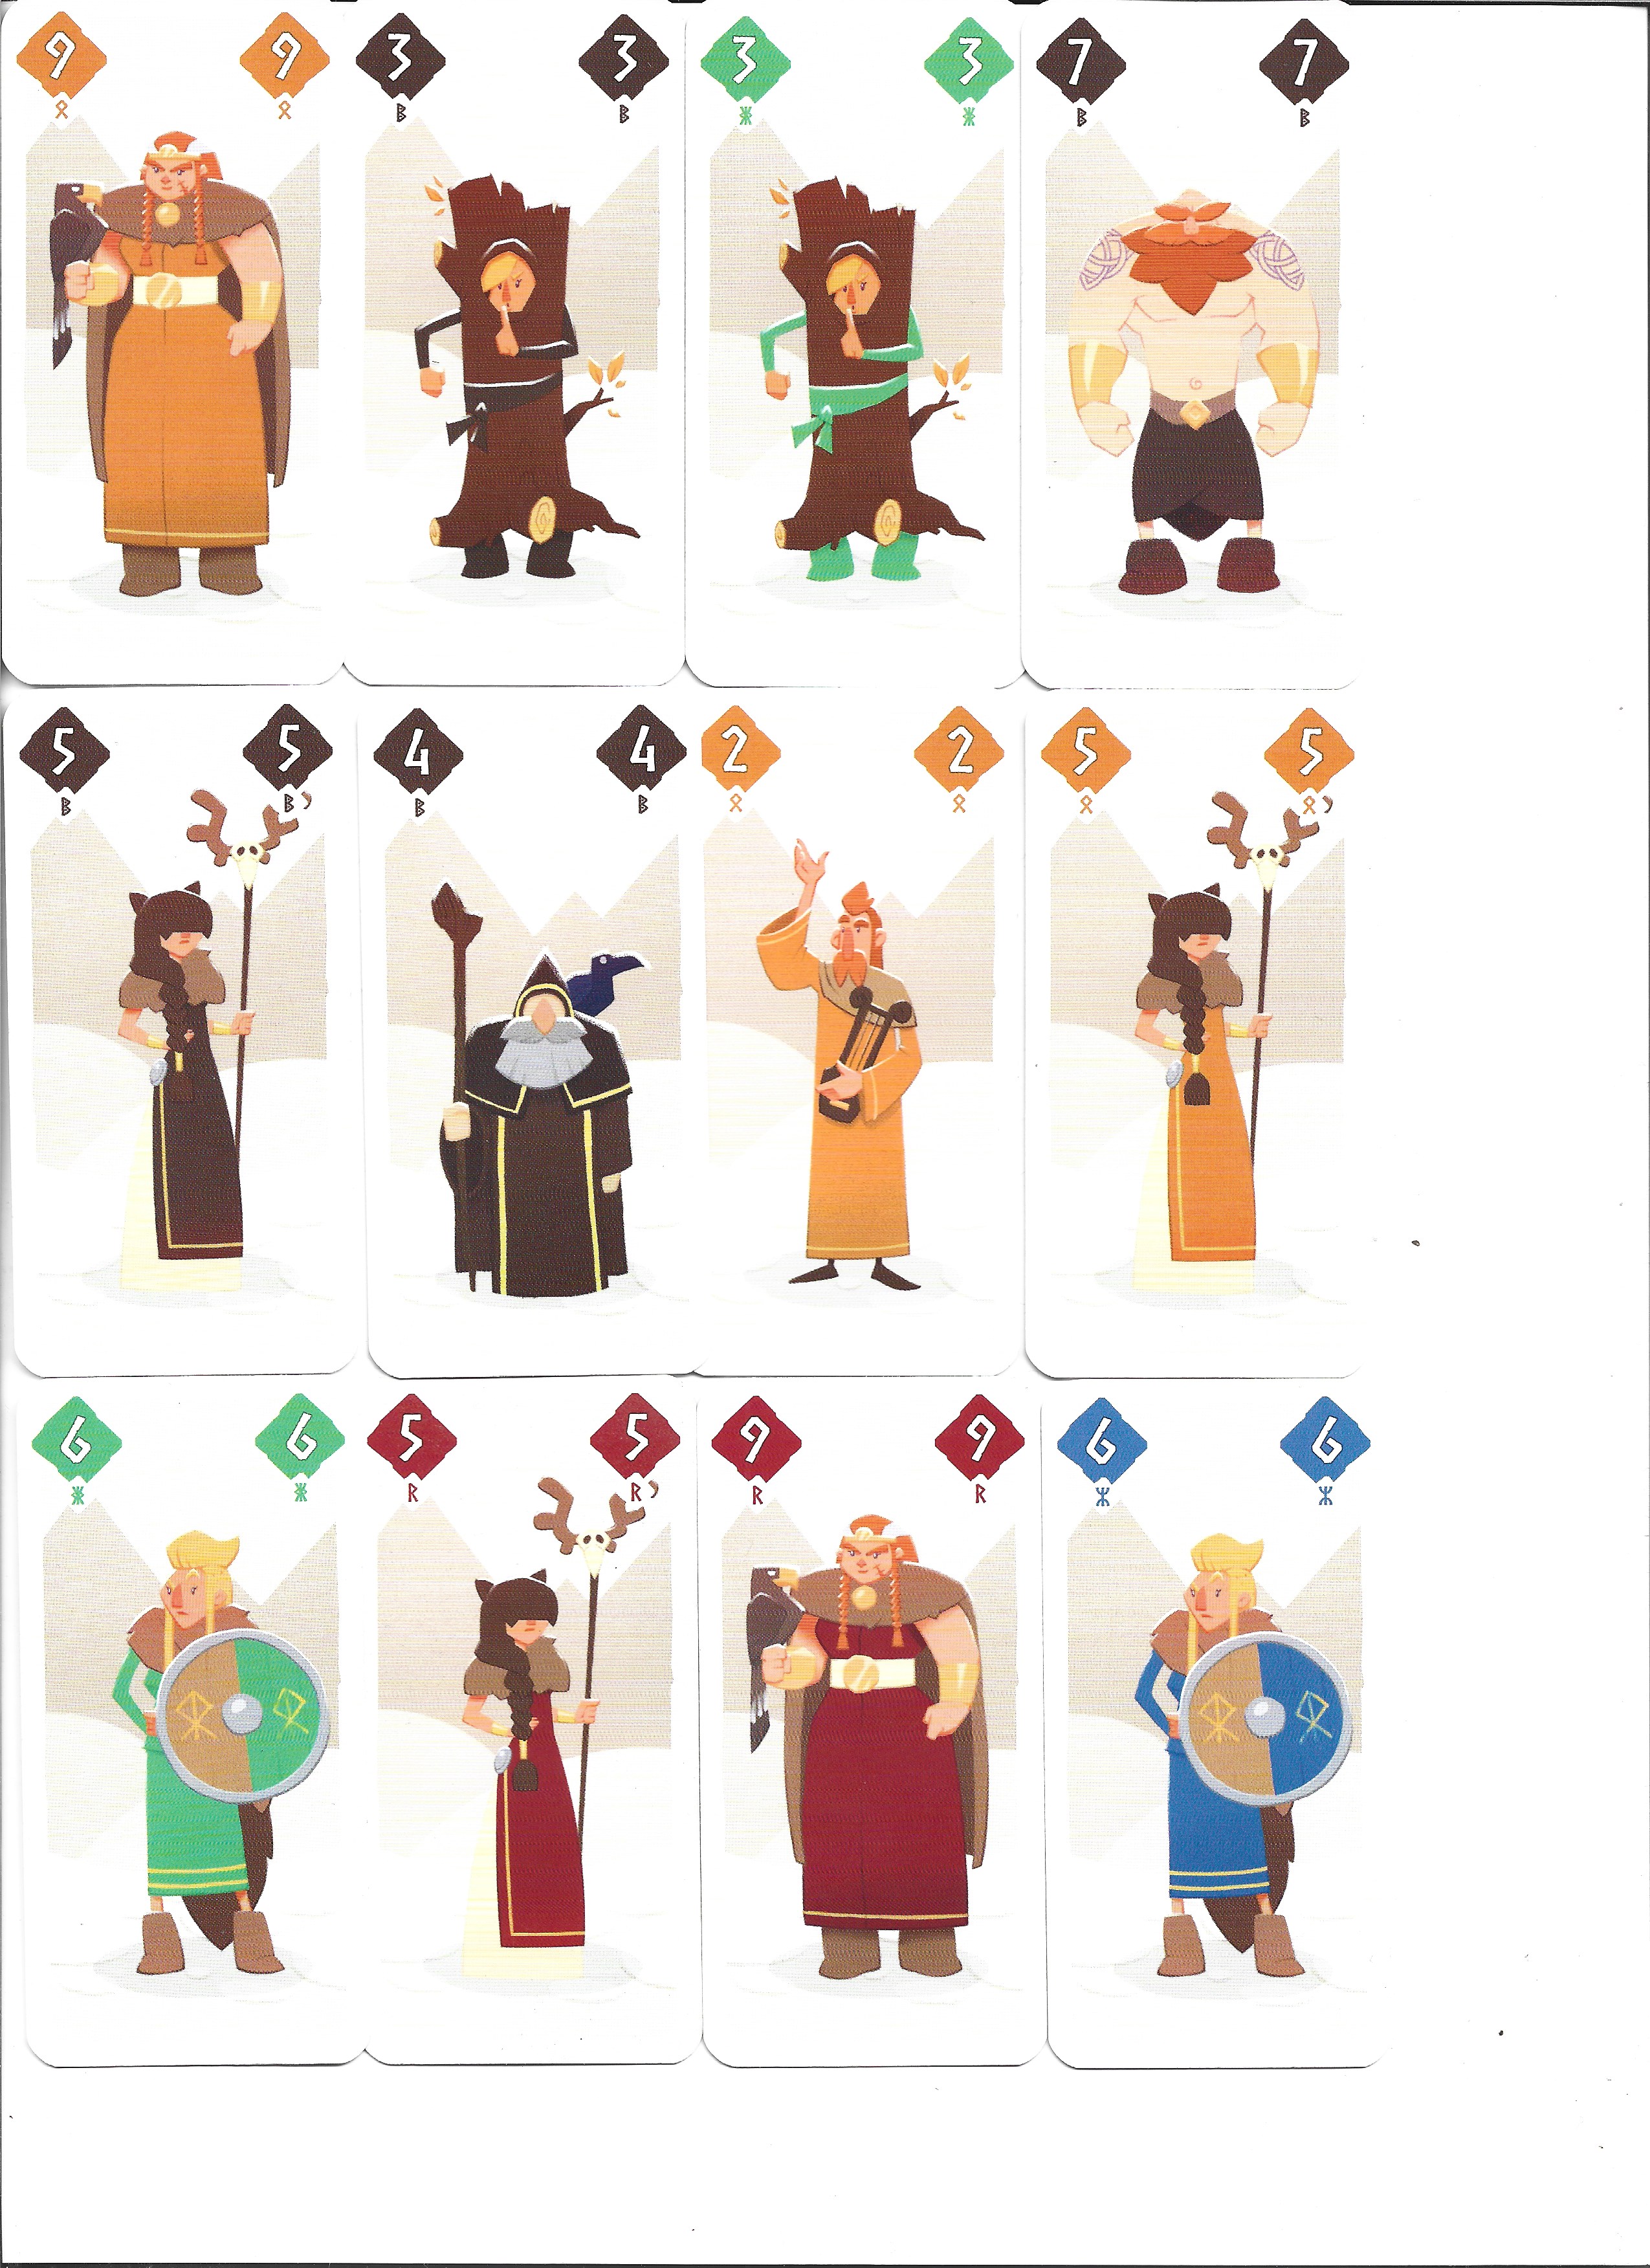 9 9 3 3 3 3 7 7
ᛟ ᛟ ᛒ ᛒ ᚼ ᚼ ᛒ ᛒ
5 5 4 4 2 2 5 5
ᛒ ᛒ ᛒ ᛒ ᛟ ᛟ ᛟ ᛟ
6 6 5 5 9 9 6 6
ᚱ ᚱ ᚱ ᚱ